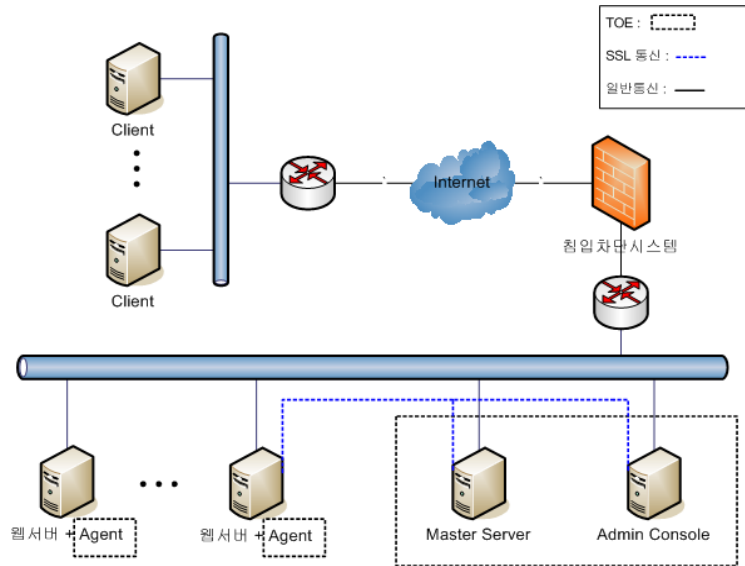 TOE :
SSL 통신 :
일반통신 :
Client
Internet
침입차단시스템
Client
웹서버 + Agent
웹서버 + Agent
Master Server
Admin Console